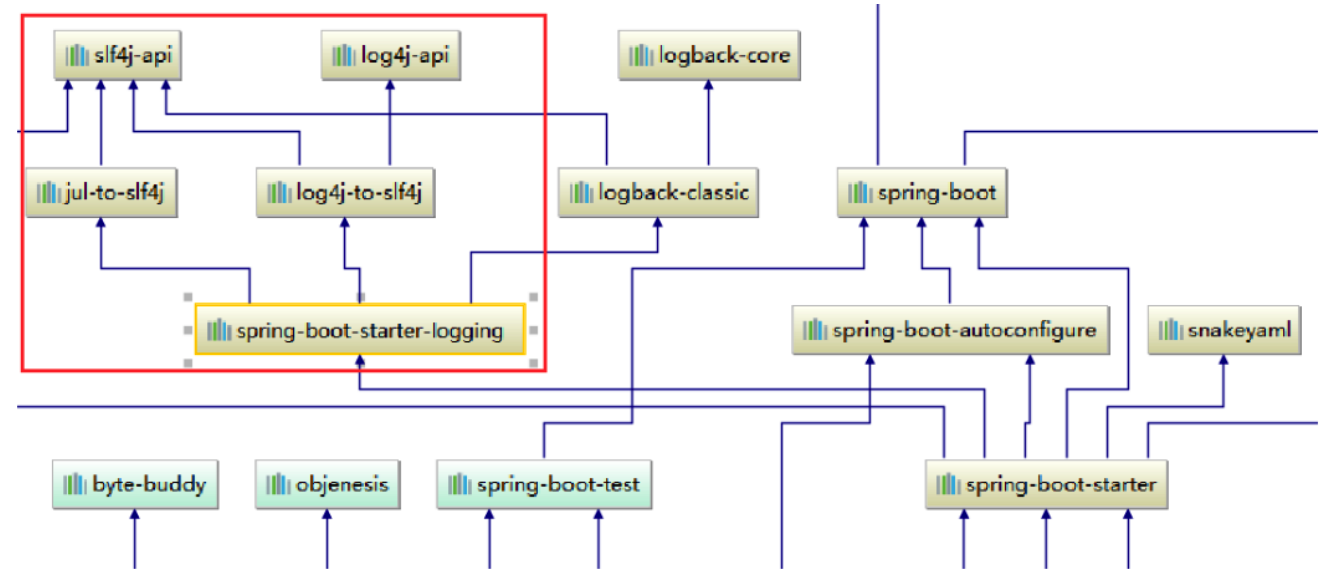 slf4j-api
log4j-api
logback-core
jul-to-slf4j
log4j-to-slf4j
logback-classic
spring-boot
spring-boot-starter-logging
spring-boot-autoconfigure
snakeyaml
byte-buddy
objenesis
spring-boot-test
spring-boot-starter